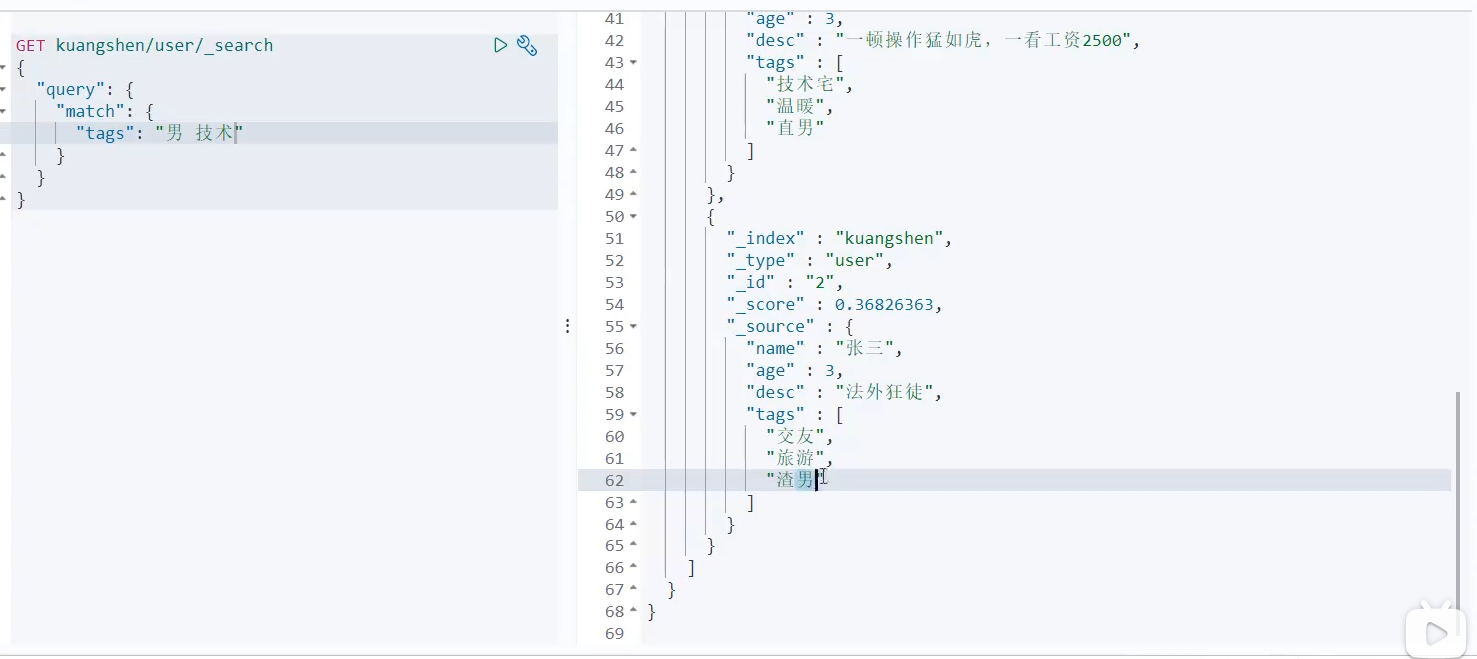 GET kuangshen/user/_search
{
"query": {
"match": {
"tags": "男 技术"
}
}
}
41 "age" : 3,
42 "desc" : "一顿操作猛如虎，一看工资2500",
43 "tags" : [
44 "技术宅",
45 "温暖",
46 "直男"
47 ]
48 }
49 },
50 {
51 "_index" : "kuangshen",
52 "_type" : "user",
53 "_id" : "2",
54 "_score" : 0.36826363,
55 "_source" : {
56 "name" : "张三",
57 "age" : 3,
58 "desc" : "法外狂徒",
59 "tags" : [
60 "交友",
61 "旅游",
62 "渣男"
63 ]
64 }
65 }
66 ]
67 }
68 }
69